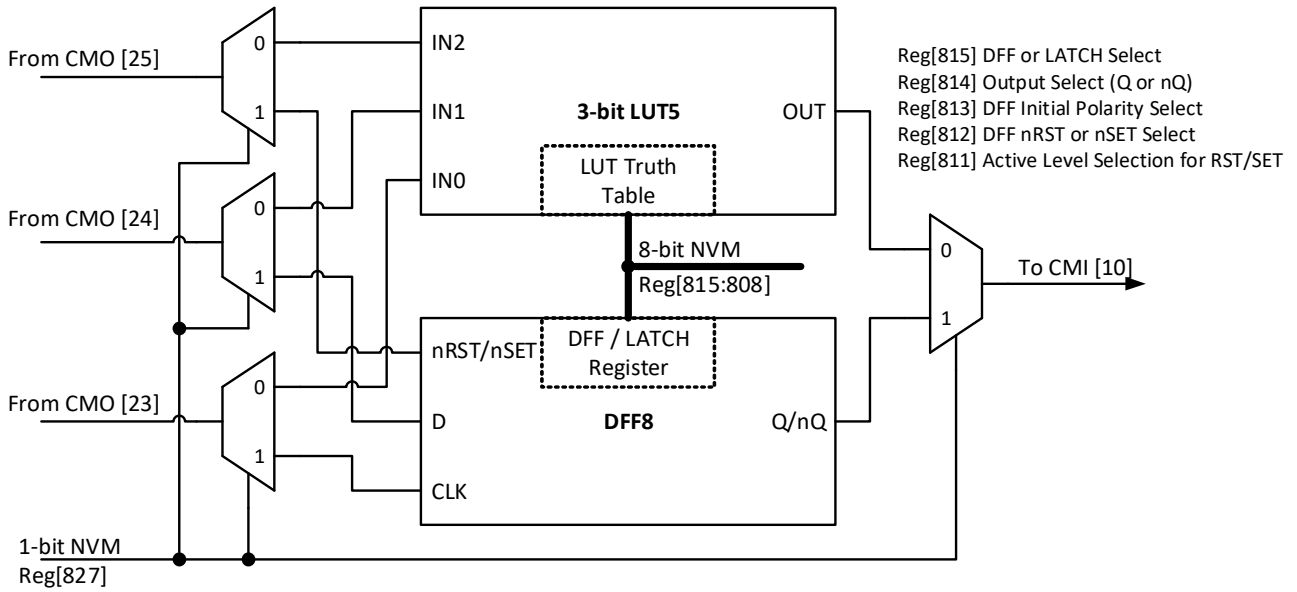 From CMO [25]
0
1
IN2
IN1
IN0
3-bit LUT5
OUT
LUT Truth
Table
Reg[815] DFF or LATCH Select
Reg[814] Output Select (Q or nQ)
Reg[813] DFF Initial Polarity Select
Reg[812] DFF nRST or nSET Select
Reg[811] Active Level Selection for RST/SET
From CMO [24]
0
1
8-bit NVM
Reg[815:808]
0
1
To CMI [10]
From CMO [23]
0
1
nRST/nSET
D
CLK
DFF / LATCH
Register
DFF8
Q/nQ
1-bit NVM
Reg[827]